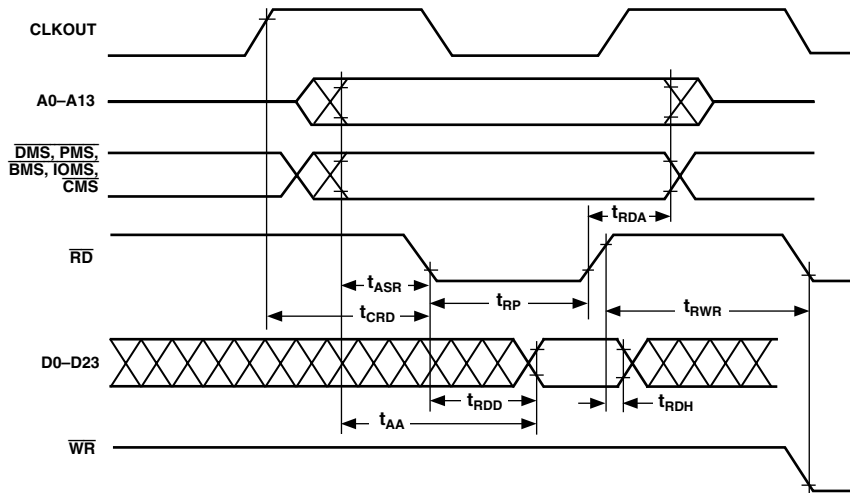 CLKOUT
A0–A13
DMS, PMS,
BMS, IOMS,
CMS
tRDA
RD
tASR
tRP
tCRD
tRWR
D0–D23
tRDD
tRDH
tAA
WR